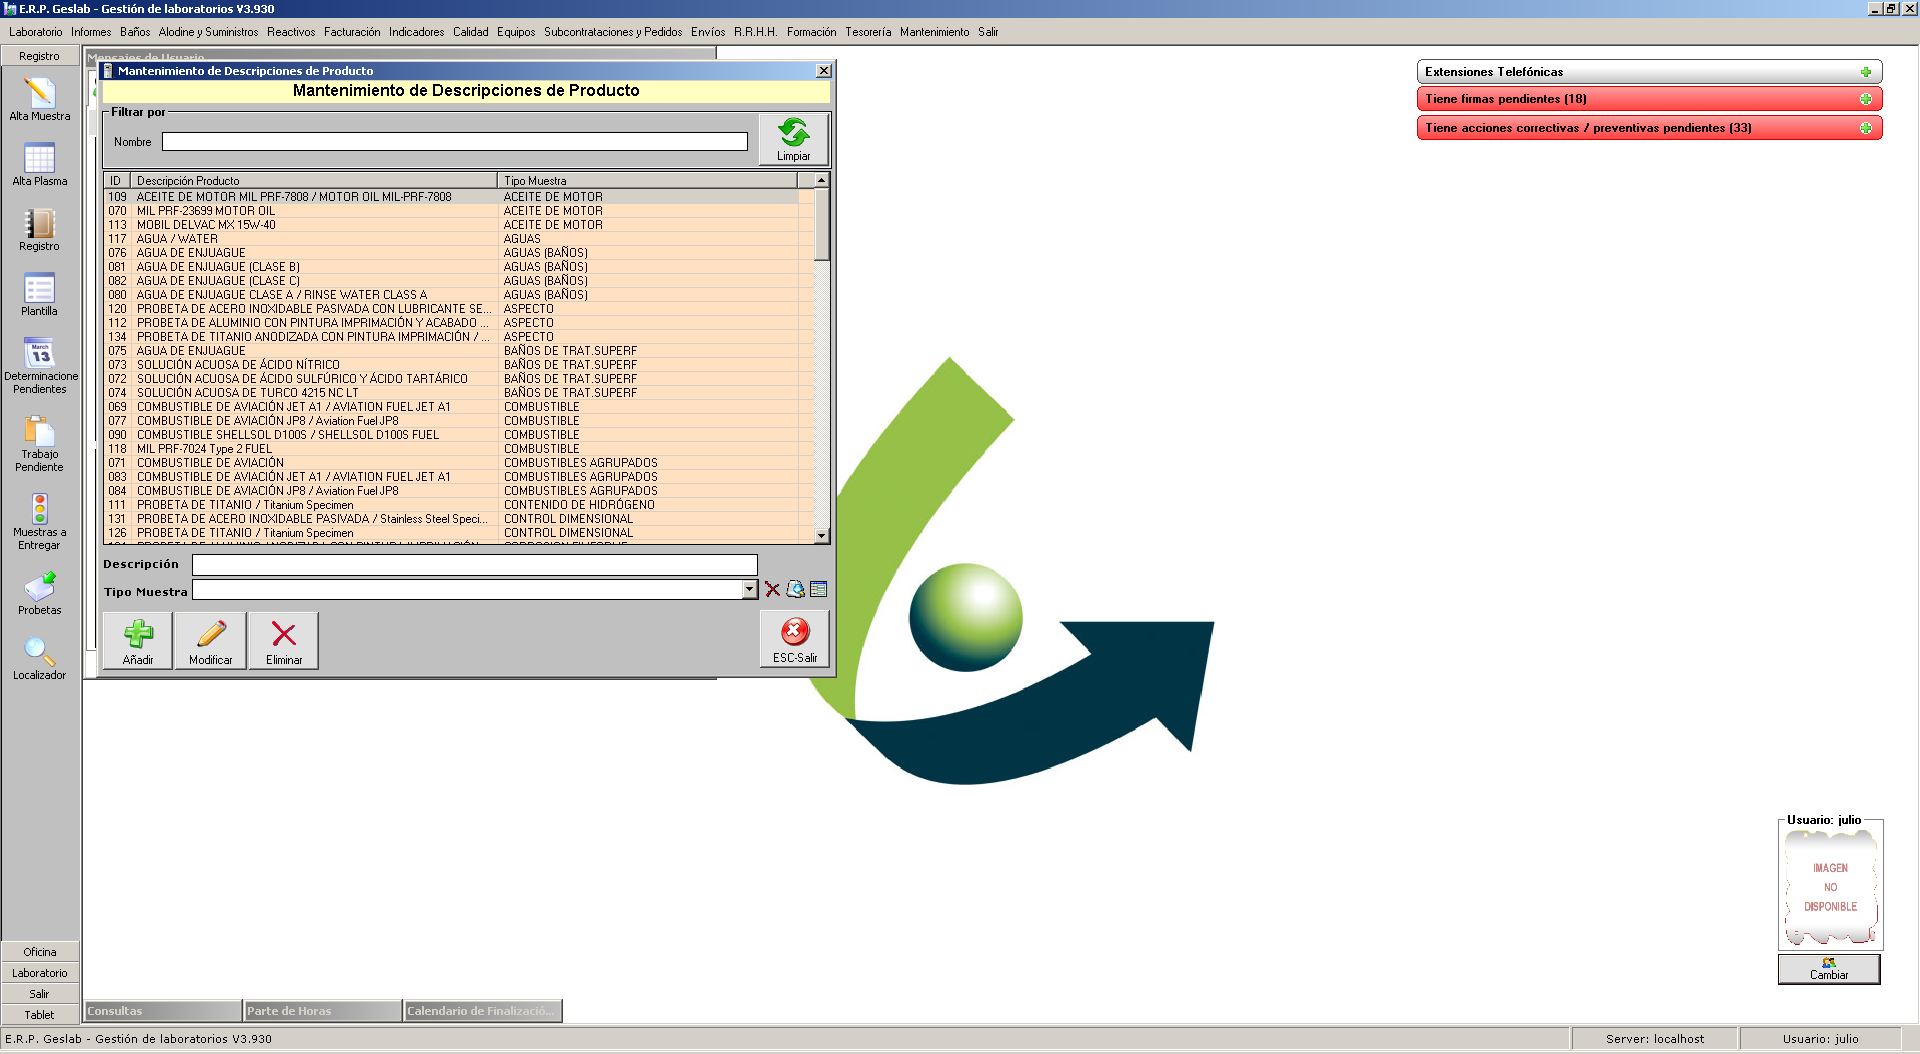 E.R.P. Geslab - Gestión de laboratorios V3.930
Laboratorio Informes Baños Alodine y Suministros Reactivos Facturación Indicadores Calidad Equipos Subcontrataciones y Pedidos Envíos R.R.H.H. Formación Tesorería Mantenimiento Salir
Registro
Alta Muestra
Alta Plasma
Registro
Plantilla
March
13
Determinacione
Pendientes
Trabajo
Pendiente
Muestras a
Entregar
Probetas
Localizador
Oficina
Laboratorio
Salir
Tablet
Mensajes de Usuario
Mantenimiento de Descripciones de Producto
Mantenimiento de Descripciones de Producto
Filtrar por
Nombre
Limpiar
ID Descripción Producto Tipo Muestra
109 ACEITE DE MOTOR MIL PRF-7808 / MOTOR OIL MIL-PRF-7808 ACEITE DE MOTOR
070 MIL PRF-23699 MOTOR OIL ACEITE DE MOTOR
113 MOBIL DELVAC MX 15W-40 ACEITE DE MOTOR
117 AGUA / WATER AGUAS
076 AGUA DE ENJUAGUE AGUAS (BAÑOS)
081 AGUA DE ENJUAGUE (CLASE B) AGUAS (BAÑOS)
082 AGUA DE ENJUAGUE (CLASE C) AGUAS (BAÑOS)
080 AGUA DE ENJUAGUE CLASE A / RINSE WATER CLASS A AGUAS (BAÑOS)
120 PROBETA DE ACERO INOXIDABLE PASIVADA CON LUBRICANTE SE... ASPECTO
112 PROBETA DE ALUMINIO CON PINTURA IMPRIMACIÓN Y ACABADO ... ASPECTO
134 PROBETA DE TITANIO ANODIZADA CON PINTURA IMPRIMACIÓN / ... ASPECTO
075 AGUA DE ENJUAGUE BAÑOS DE TRAT.SUPERF
073 SOLUCIÓN ACUOSA DE ÁCIDO NÍTRICO BAÑOS DE TRAT.SUPERF
072 SOLUCIÓN ACUOSA DE ÁCIDO SULFÚRICO Y ÁCIDO TARTÁRICO BAÑOS DE TRAT.SUPERF
074 SOLUCIÓN ACUOSA DE TURCO 4215 NC LT BAÑOS DE TRAT.SUPERF
069 COMBUSTIBLE DE AVIACIÓN JET A1 / AVIATION FUEL JET A1 COMBUSTIBLE
077 COMBUSTIBLE DE AVIACIÓN JP8 / Aviation Fuel JP8 COMBUSTIBLE
090 COMBUSTIBLE SHELLSOL D100S / SHELLSOL D100S FUEL COMBUSTIBLE
118 MIL PRF-7024 Type 2 FUEL COMBUSTIBLE
071 COMBUSTIBLE DE AVIACIÓN COMBUSTIBLES AGRUPADOS
083 COMBUSTIBLE DE AVIACIÓN JET A1 / AVIATION FUEL JET A1 COMBUSTIBLES AGRUPADOS
084 COMBUSTIBLE DE AVIACIÓN JP8 / Aviation Fuel JP8 COMBUSTIBLES AGRUPADOS
111 PROBETA DE TITANIO / Titanium Specimen CONTENIDO DE HIDRÓGENO
131 PROBETA DE ACERO INOXIDABLE PASIVADA / Stainless Steel Speci... CONTROL DIMENSIONAL
126 PROBETA DE TITANIO / Titanium Specimen CONTROL DIMENSIONAL
Descripción
Tipo Muestra
Añadir
Modificar
Eliminar
ESC-Salir
Extensiones Telefónicas
Tiene firmas pendientes (18)
Tiene acciones correctivas / preventivas pendientes (33)
Usuario: julio
IMAGEN
NO
DISPONIBLE
Cambiar
Consultas
Parte de Horas
Calendario de Finalizació...
E.R.P. Geslab - Gestión de laboratorios V3.930
Server: localhost
Usuario: julio